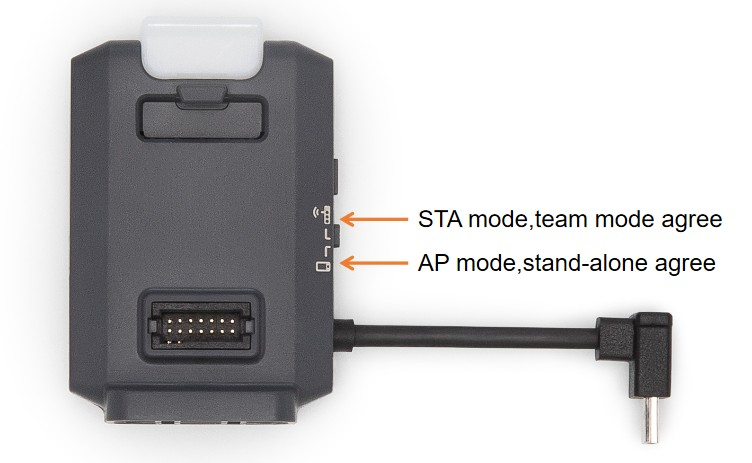 STA mode,team mode agree
AP mode,stand-alone agree